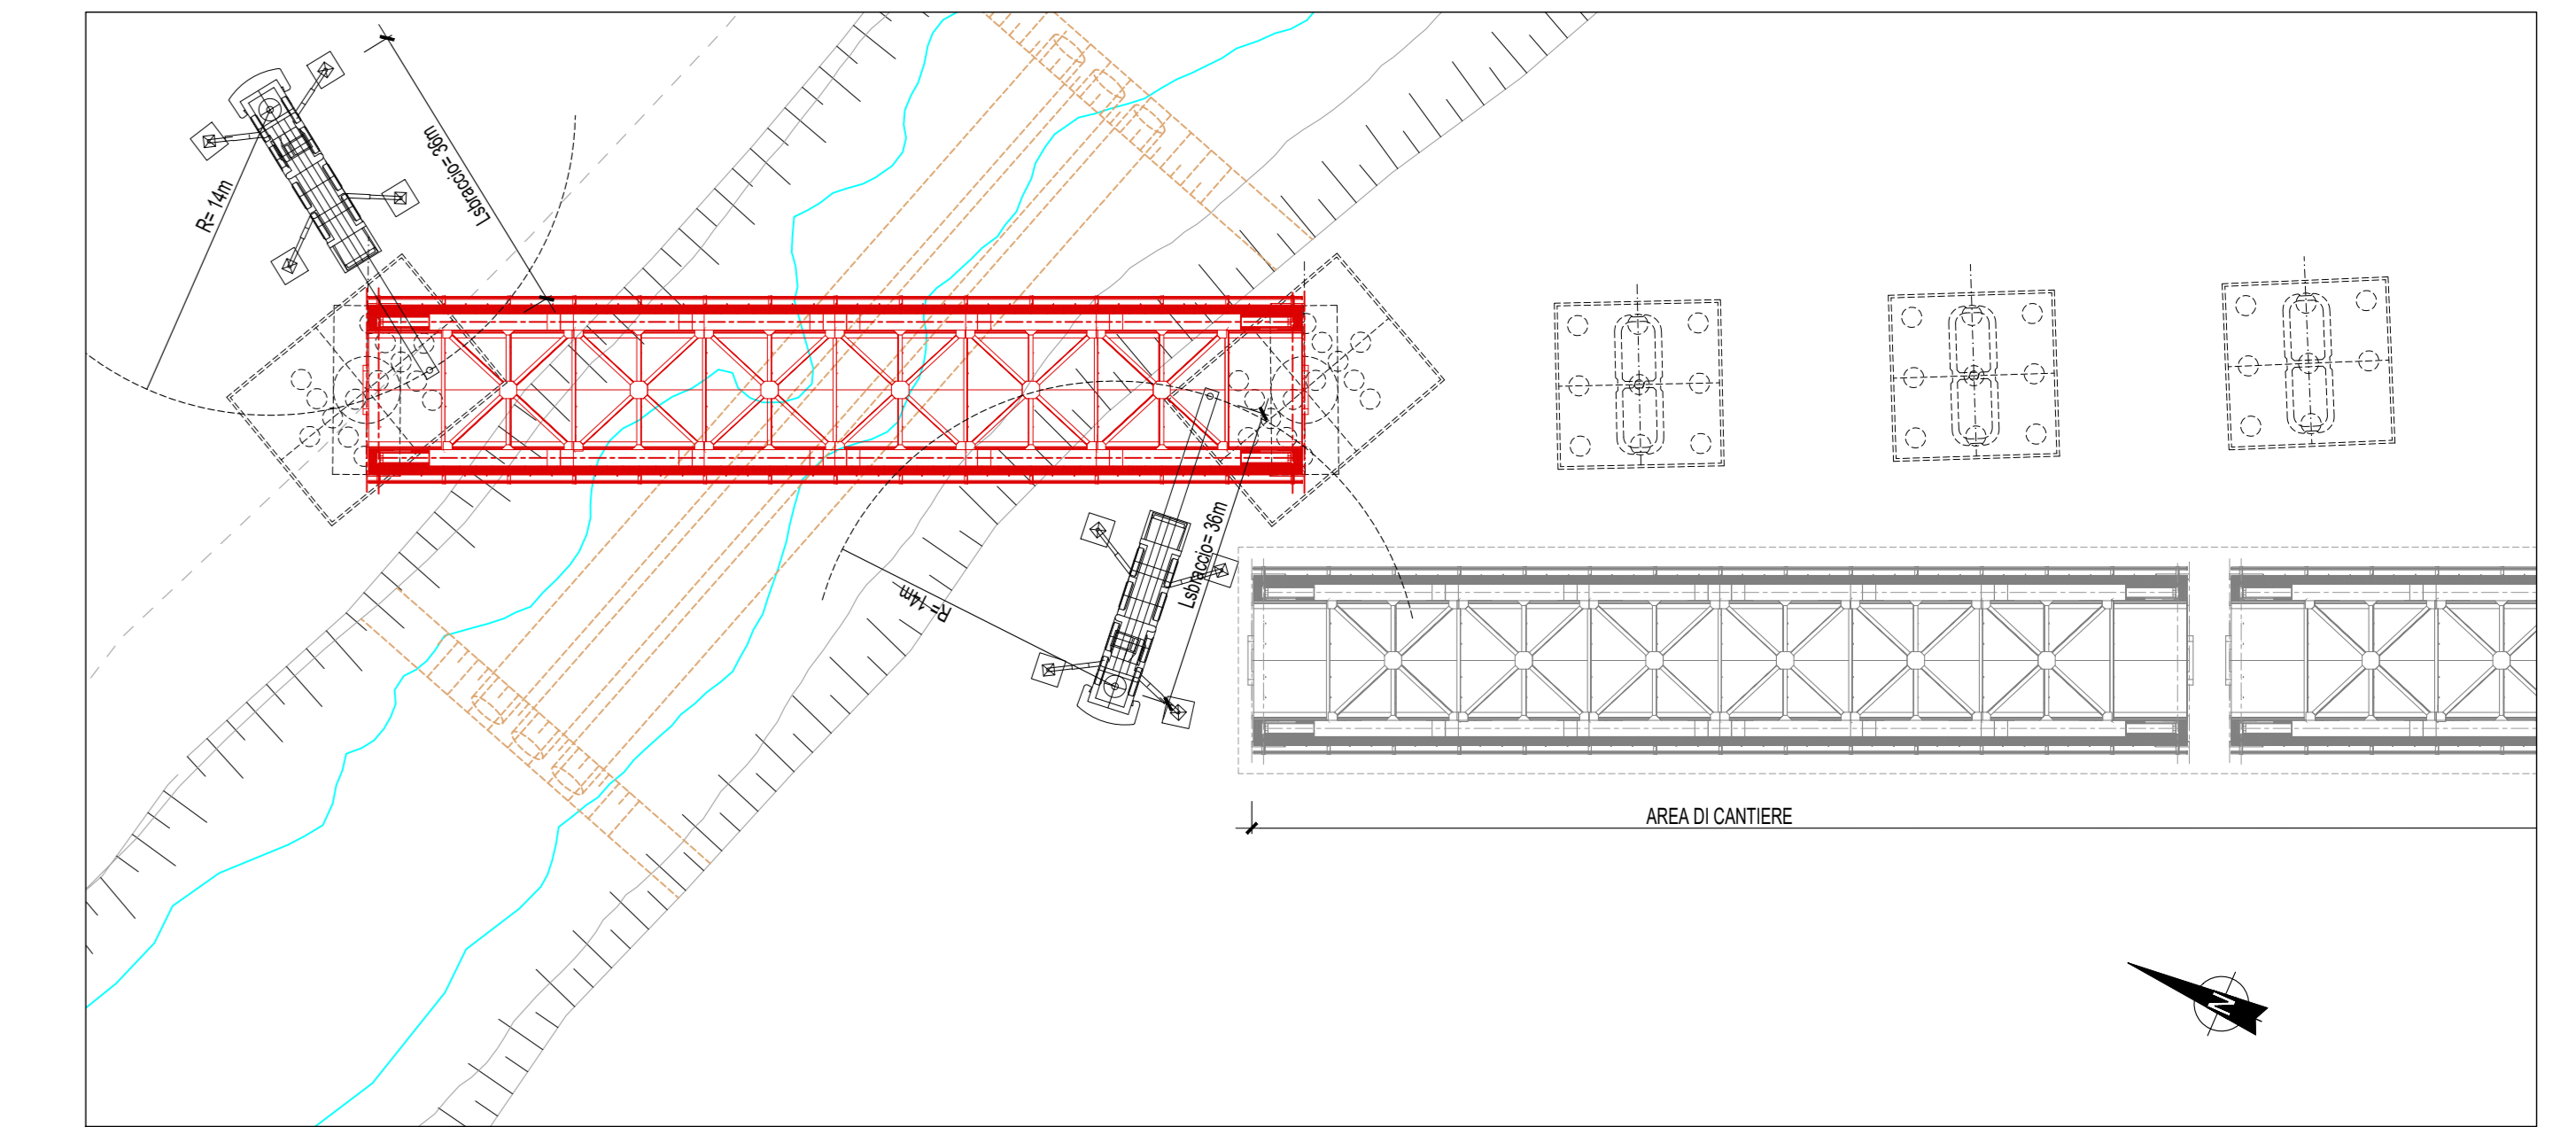 Lsbraccio= 36m
R= 14m
Lsbraccio= 36m
R= 14m
AREA DI CANTIERE
N